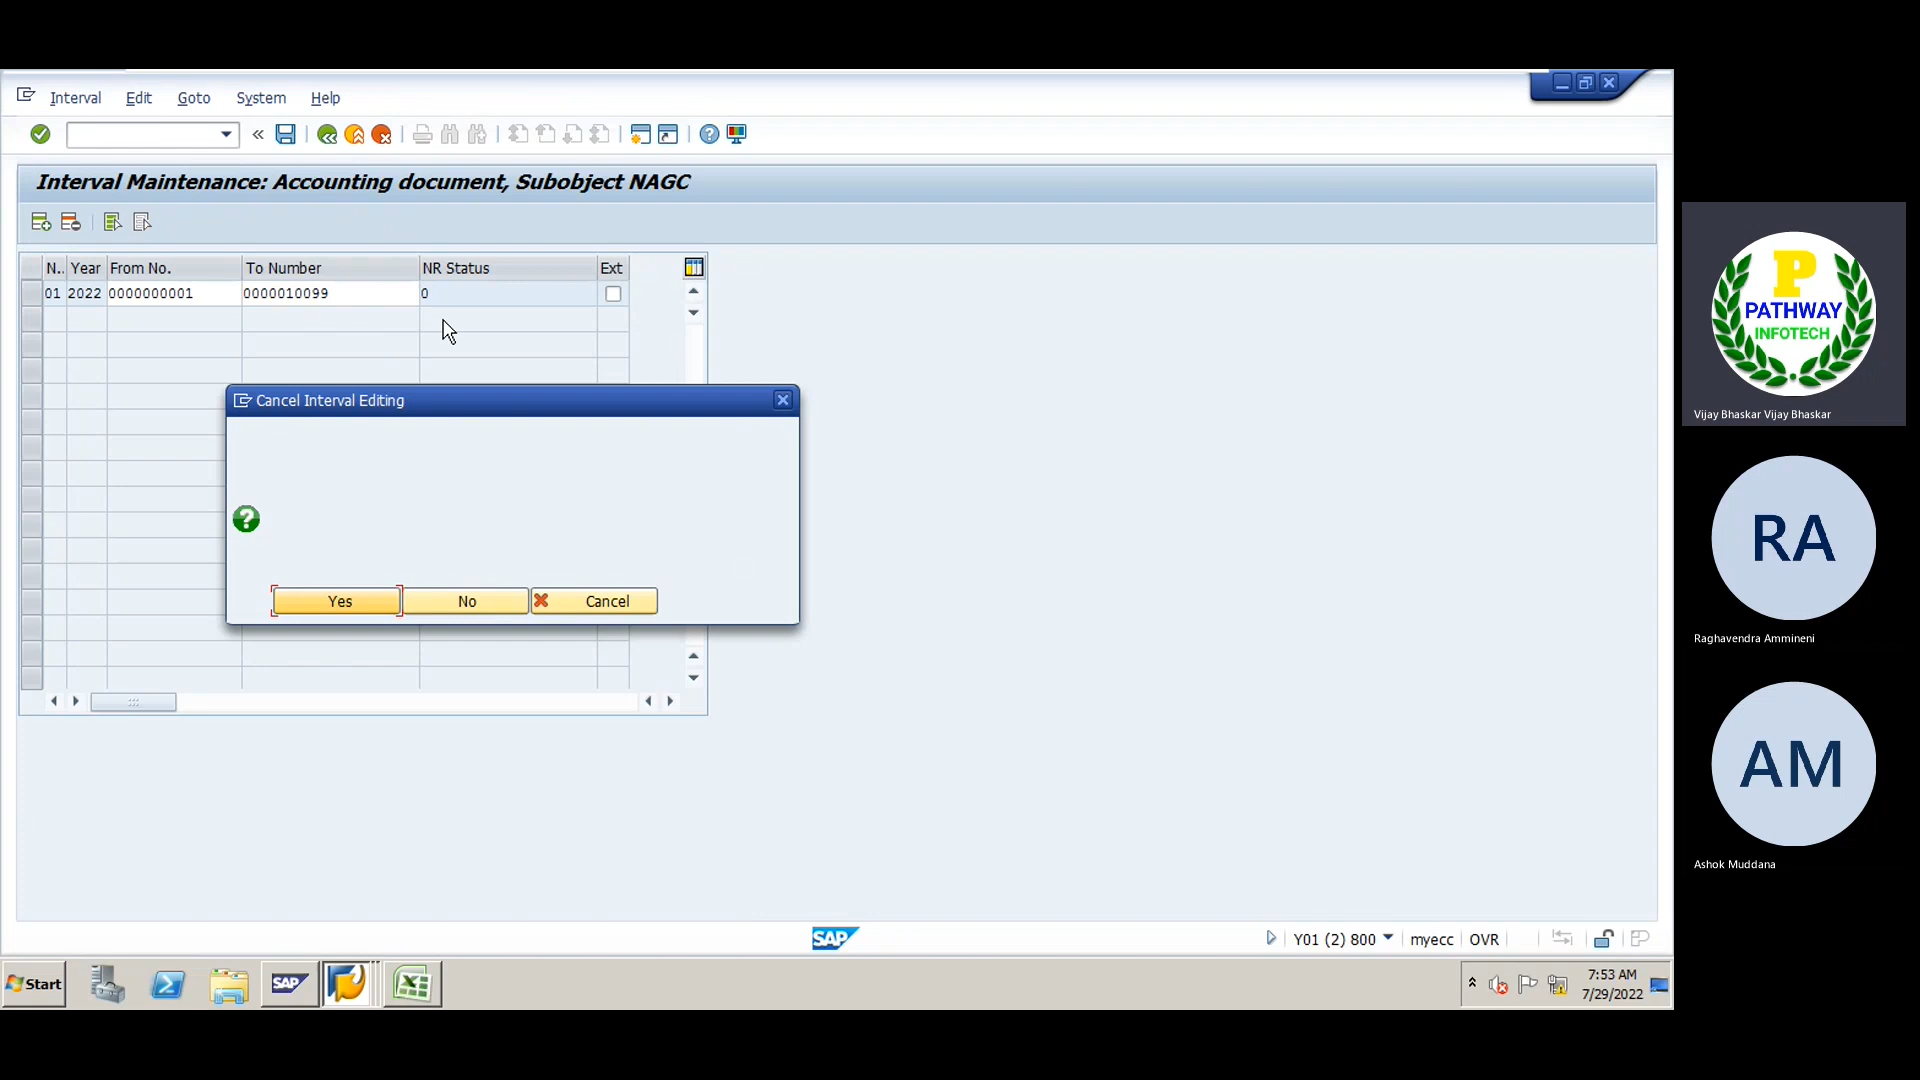 Interval Edit Goto System Help
Interval Maintenance: Accounting document, Subobject NAGC
N.. Year From No. To Number NR Status Ext
01 2022 0000000001 0000010099 0
Cancel Interval Editing
Yes No Cancel
SAP
Y01 (2) 800 myecc OVR
Start
SAP
7:53 AM
7/29/2022
P
PATHWAY
INFOTECH
Vijay Bhaskar Vijay Bhaskar
RA
Raghavendra Ammineni
AM
Ashok Muddana